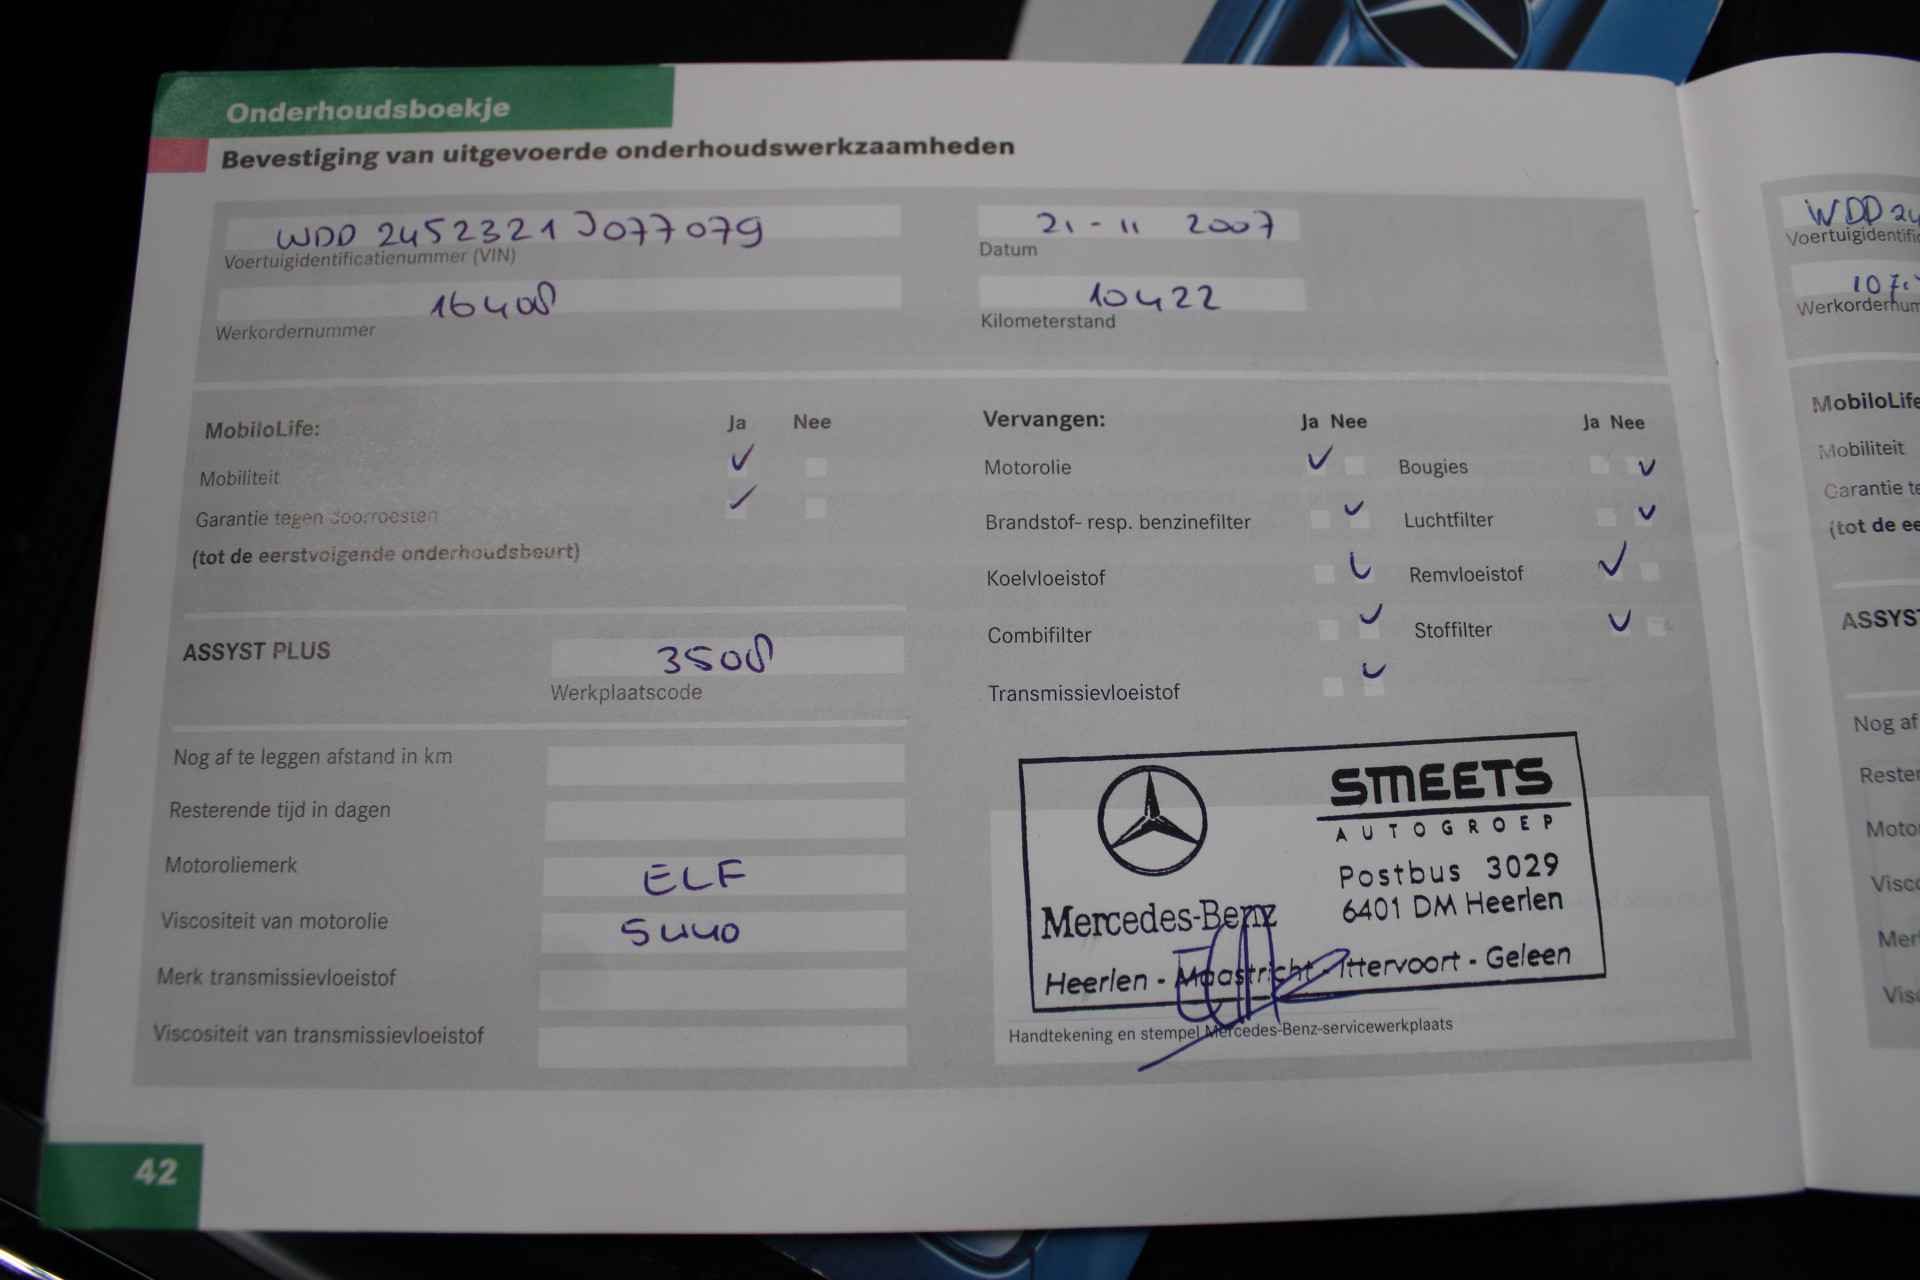 Onderhoudsboekje
Bevestiging van uitgevoerde onderhoudswerkzaamheden
WDD 2452321J077079
Voertuigidentificatienummer (VIN)
21 - 11 2007
Datum
16408
Werkordernummer
10422
Kilometerstand
MobiloLife: Ja Nee
Mobiliteit
Garantie tegen doorroesten
(tot de eerstvolgende onderhoudsbeurt)
ASSYST PLUS 3508
Werkplaatscode
Nog af te leggen afstand in km
Resterende tijd in dagen
Motoroliemerk ELF
Viscositeit van motorolie 5w40
Merk transmissievloeistof
Viscositeit van transmissievloeistof
Vervangen: Ja Nee Ja Nee
Motorolie Bougies
Brandstof- resp. benzinefilter Luchtfilter
Koelvloeistof Remvloeistof
Combifilter Stoffilter
Transmissievloeistof
SMEETS
AUTOGROEP
Postbus 3029
6401 DM Heerlen
Mercedes-Benz
Heerlen - Maastricht - Ittervoort - Geleen
Handtekening en stempel Mercedes-Benz-servicewerkplaats
42
WDD 24
Voertuigidentific
107.
Werkordernum
MobiloLife
Mobiliteit
Garantie te
(tot de ee
ASSYST
Nog af
Rester
Moto
Visco
Mer
Visc